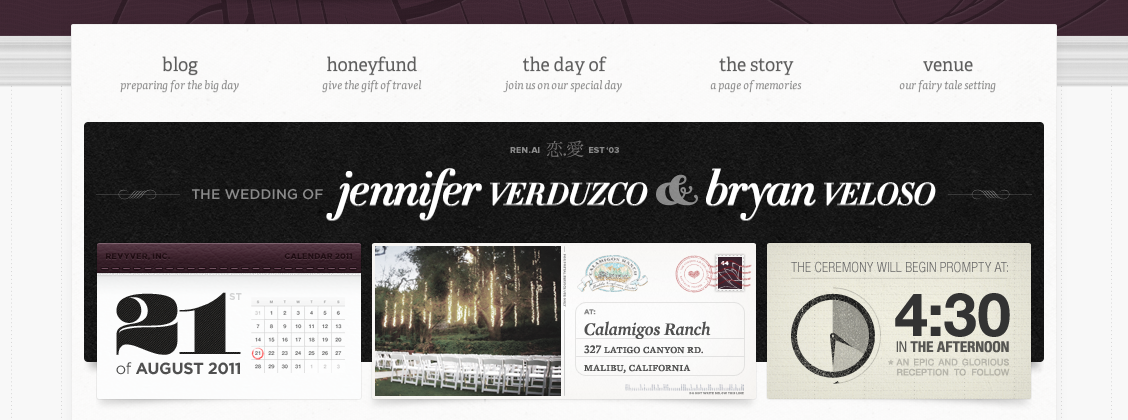 blog
preparing for the big day
honeyfund
give the gift of travel
the day of
join us on our special day
the story
a page of memories
venue
our fairy tale setting
REN.AI 恋.愛 EST '03
THE WEDDING OF jennifer VERDUZCO & bryan VELOSO
REVYVER, INC. CALENDAR 2011
21ST
of AUGUST 2011
31 1 2 3 4 5 6
7 8 9 10 11 12 13
14 15 16 17 18 19 20
21 22 23 24 25 26 27
28 29 30 31 1 2 3
CALAMIGOS RANCH
44
AT:
Calamigos Ranch
327 LATIGO CANYON RD.
MALIBU, CALIFORNIA
THE CEREMONY WILL BEGIN PROMPTY AT:
4:30
IN THE AFTERNOON
* AN EPIC AND GLORIOUS
RECEPTION TO FOLLOW